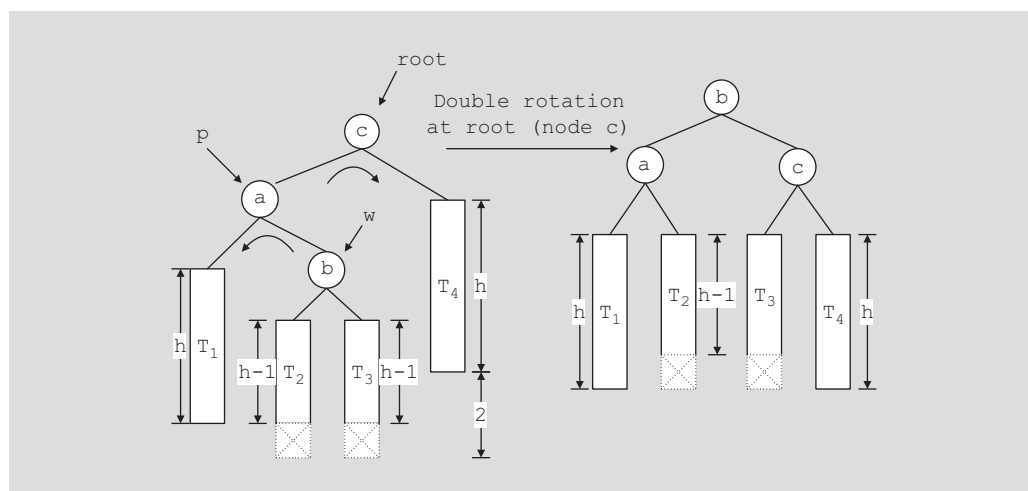 root
Double rotation
at root (node c)
c
p
a
w
b
h
T1
h-1
T2
T3
h-1
T4
h
2
b
a
c
h
T1
T2
h-1
T3
T4
h